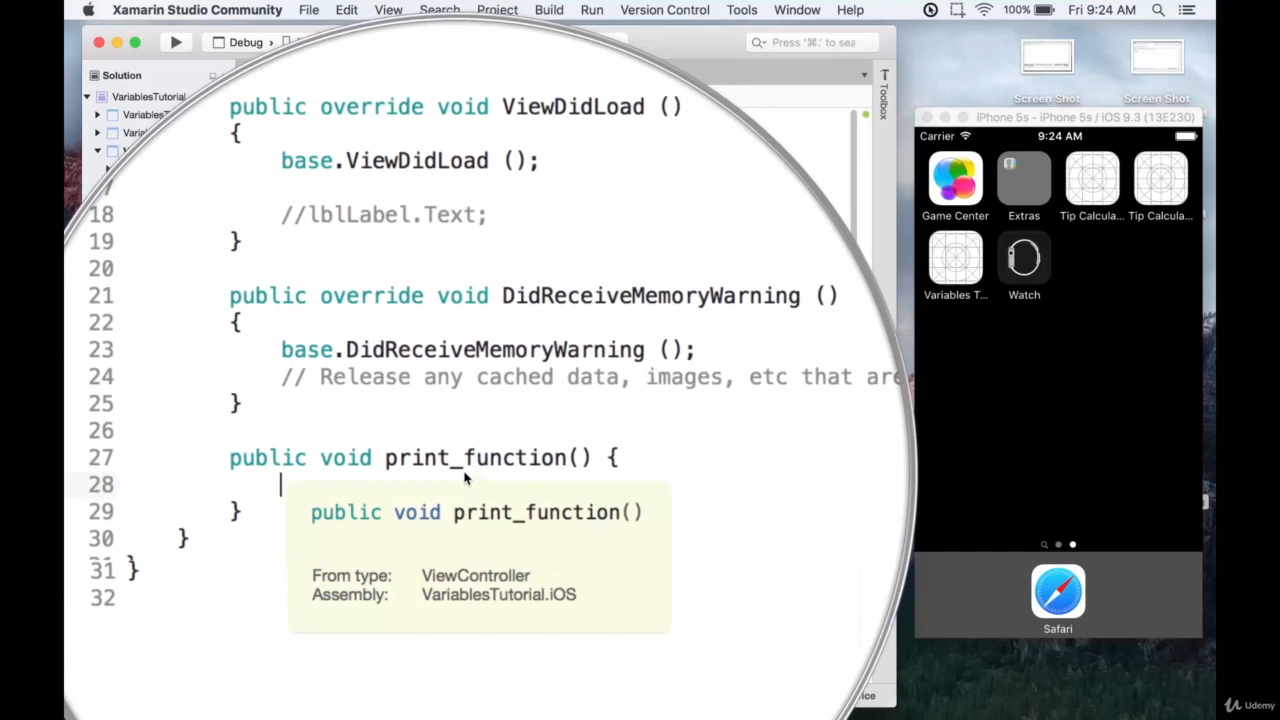 Xamarin Studio Community File Edit View Search Project Build Run Version Control Tools Window Help 100% Fri 9:24 AM
Debug
Press '⌘.' to sea
Solution
Toolbox
VariablesTutorial
Screen Shot Screen Shot
iPhone 5s - iPhone 5s / iOS 9.3 (13E230)
Carrier 9:24 AM
Game Center Extras Tip Calcula... Tip Calcula...
Variables T... Watch
Safari
public override void ViewDidLoad ()
{
base.ViewDidLoad ();
18 //lblLabel.Text;
19 }
20
21 public override void DidReceiveMemoryWarning ()
22 {
23 base.DidReceiveMemoryWarning ();
24 // Release any cached data, images, etc that are
25 }
26
27 public void print_function() {
28
29 }
30 }
31 }
32
public void print_function()
From type: ViewController
Assembly: VariablesTutorial.iOS
Udemy